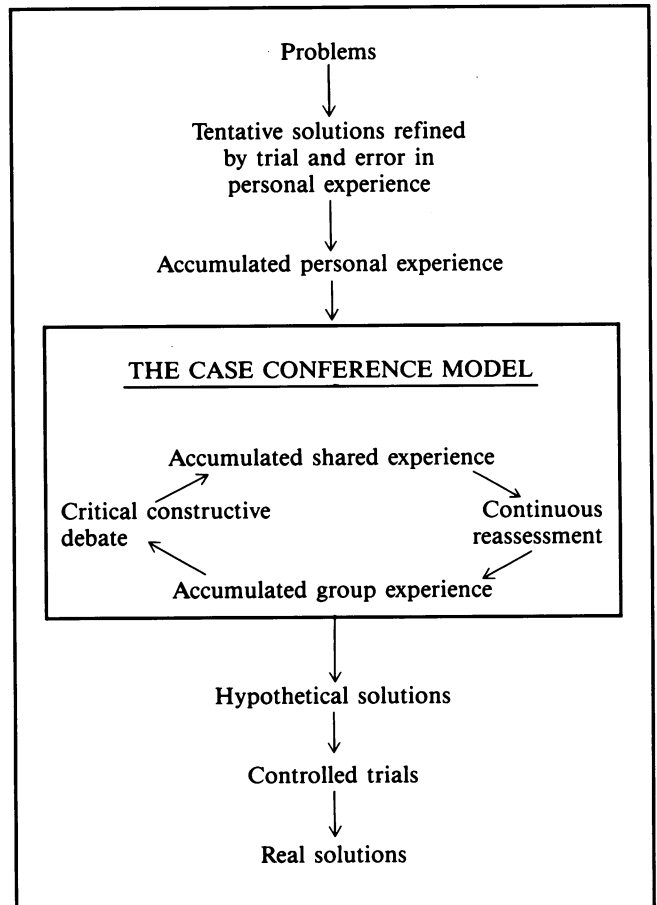 Problems
Tentative solutions refined
by trial and error in
personal experience
Accumulated personal experience
THE CASE CONFERENCE MODEL
Accumulated shared experience
Critical constructive
debate
Continuous
reassessment
Accumulated group experience
Hypothetical solutions
Controlled trials
Real solutions